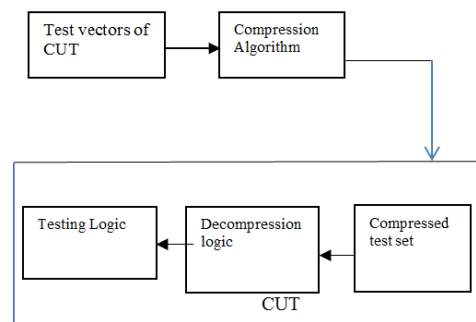 Test vectors of
CUT
Compression
Algorithm
Testing Logic
Decompression
logic
Compressed
test set
CUT